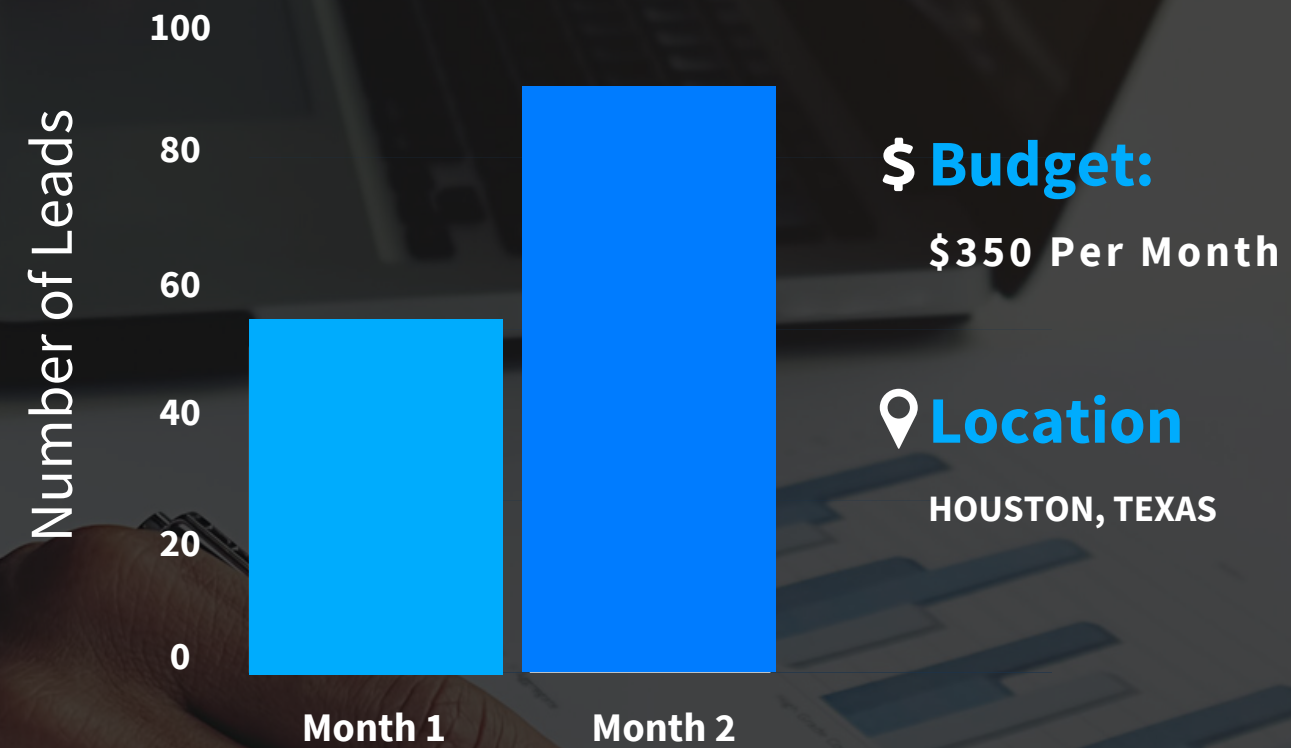 100
80
60
40
20
0
Number of Leads
Month 1
Month 2
$ Budget:
$350 Per Month
Location
HOUSTON, TEXAS